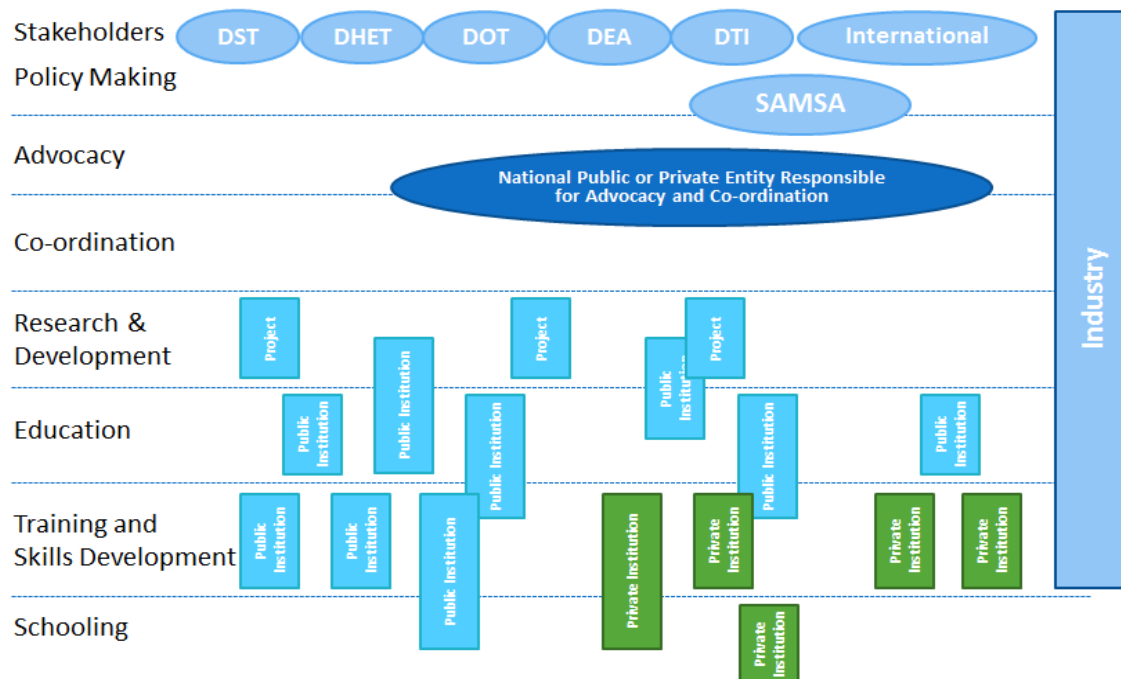 Stakeholders
DST
DHET
DOT
DEA
DTI
International
Policy Making
SAMSA
Advocacy
National Public or Private Entity Responsible
for Advocacy and Co-ordination
Co-ordination
Industry
Research &
Development
Project
Project
Project
Public Institution
Public
Institution
Education
Public
Institution
Public Institution
Public Institution
Public
Institution
Training and
Skills Development
Public
Institution
Public
Institution
Public Institution
Private Institution
Private
Institution
Private
Institution
Private
Institution
Schooling
Private
Institution